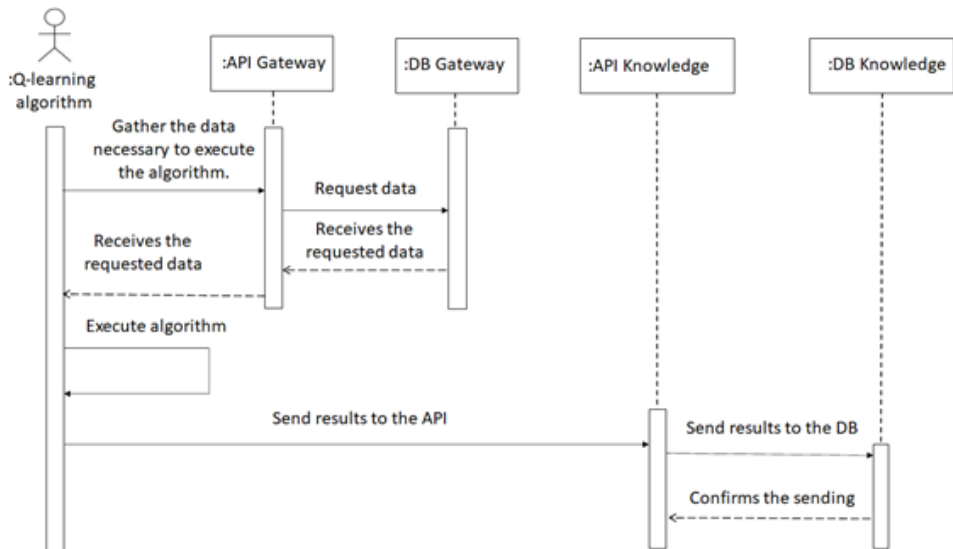 :Q-learning
algorithm
:API Gateway
:DB Gateway
:API Knowledge
:DB Knowledge
Gather the data
necessary to execute
the algorithm.
Request data
Receives the
requested data
Receives the
requested data
Execute algorithm
Send results to the API
Send results to the DB
Confirms the sending